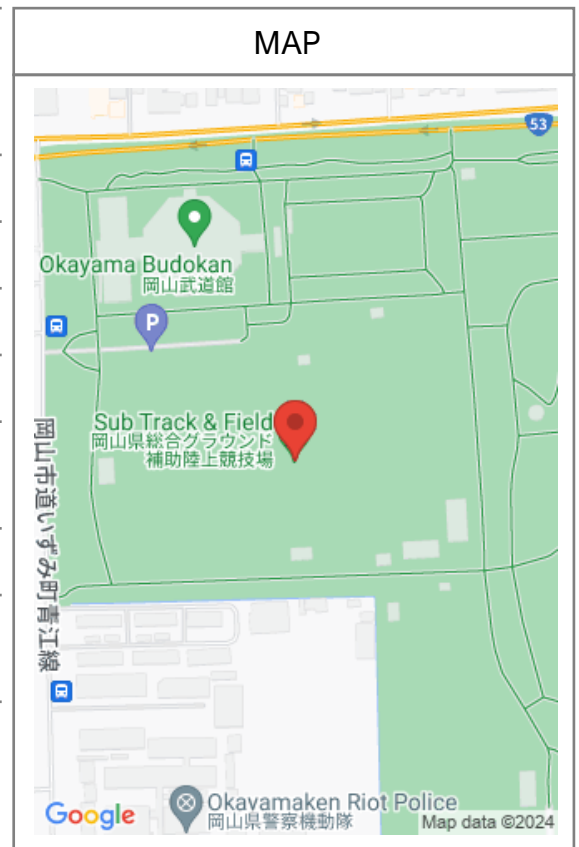 MAP
53
Okayama Budokan
岡山武道館
P
Sub Track & Field
岡山県総合グラウンド
補助陸上競技場
岡山市道いずみ町青江線
Okayamaken Riot Police
岡山県警察機動隊
Google
Map data ©2024